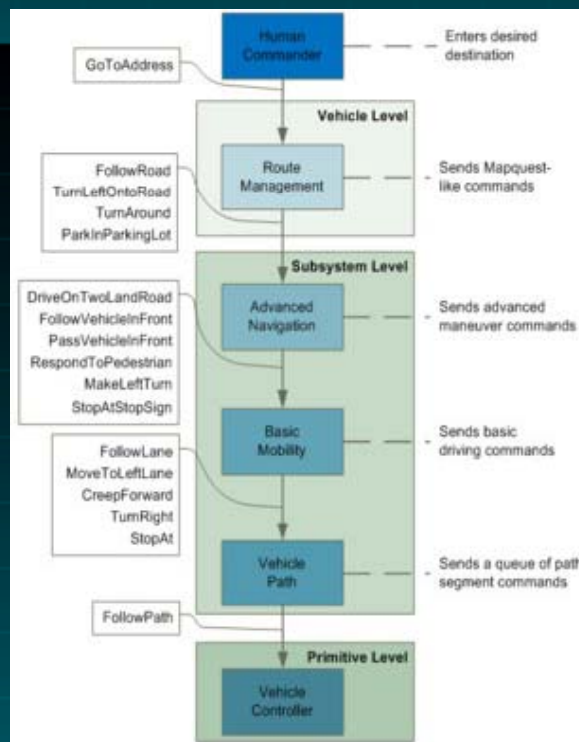 Human
Commander
Enters desired
destination
GoToAddress
Vehicle Level
Route
Management
Sends Mapquest-
like commands
FollowRoad
TurnLeftOntoRoad
TurnAround
ParkInParkingLot
Subsystem Level
Advanced
Navigation
Sends advanced
maneuver commands
DriveOnTwoLandRoad
FollowVehicleInFront
PassVehicleInFront
RespondToPedestrian
MakeLeftTurn
StopAtStopSign
Basic
Mobility
Sends basic
driving commands
FollowLane
MoveToLeftLane
CreepForward
TurnRight
StopAt
Vehicle
Path
Sends a queue of path
segment commands
FollowPath
Primitive Level
Vehicle
Controller